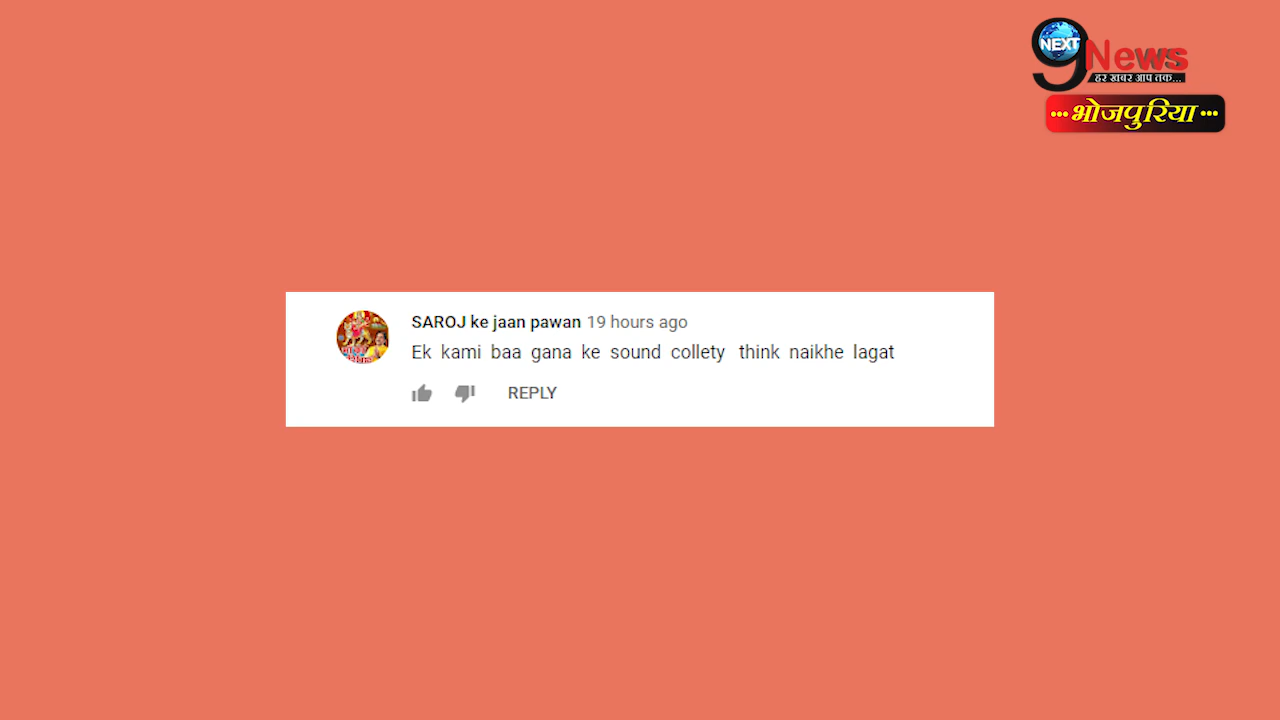 NEXT
9 News
हर खबर आप तक...
...भोजपुरिया...
SAROJ ke jaan pawan 19 hours ago
Ek kami baa gana ke sound collety think naikhe lagat
REPLY